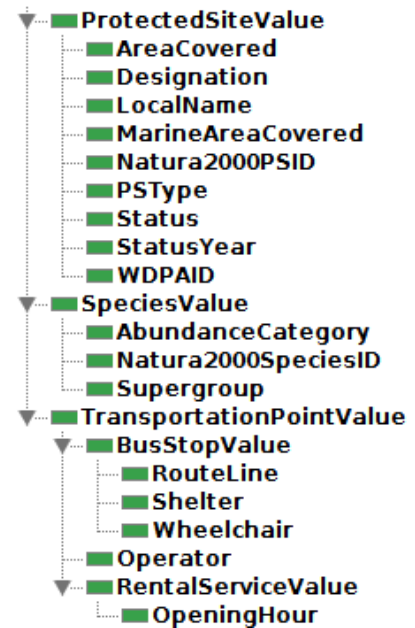 ProtectedSiteValue
AreaCovered
Designation
LocalName
MarineAreaCovered
Natura2000PSID
PSType
Status
StatusYear
WDPAID
SpeciesValue
AbundanceCategory
Natura2000SpeciesID
Supergroup
TransportationPointValue
BusStopValue
RouteLine
Shelter
Wheelchair
Operator
RentalServiceValue
OpeningHour